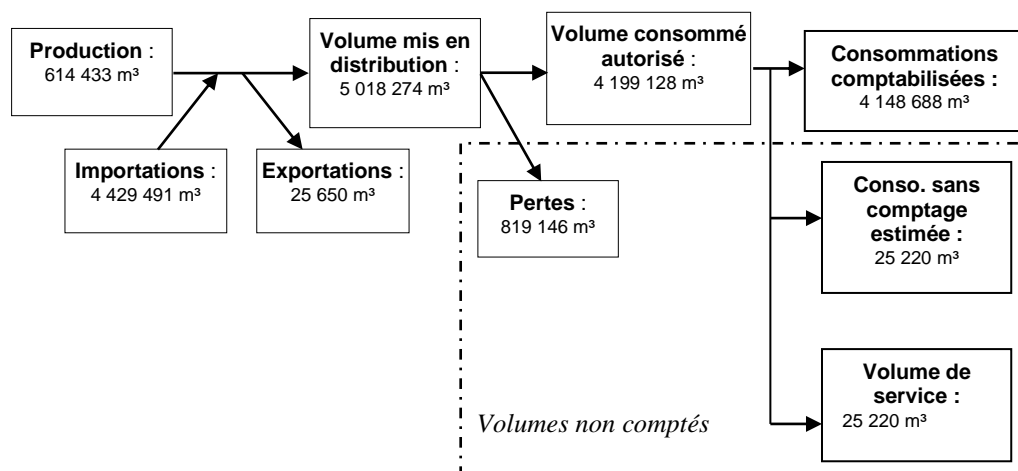 Production :
614 433 m³
Volume mis en
distribution :
5 018 274 m³
Volume consommé
autorisé :
4 199 128 m³
Consommations
comptabilisées :
4 148 688 m³
Importations :
4 429 491 m³
Exportations :
25 650 m³
Pertes :
819 146 m³
Conso. sans
comptage
estimée :
25 220 m³
Volume de
service :
25 220 m³
Volumes non comptés